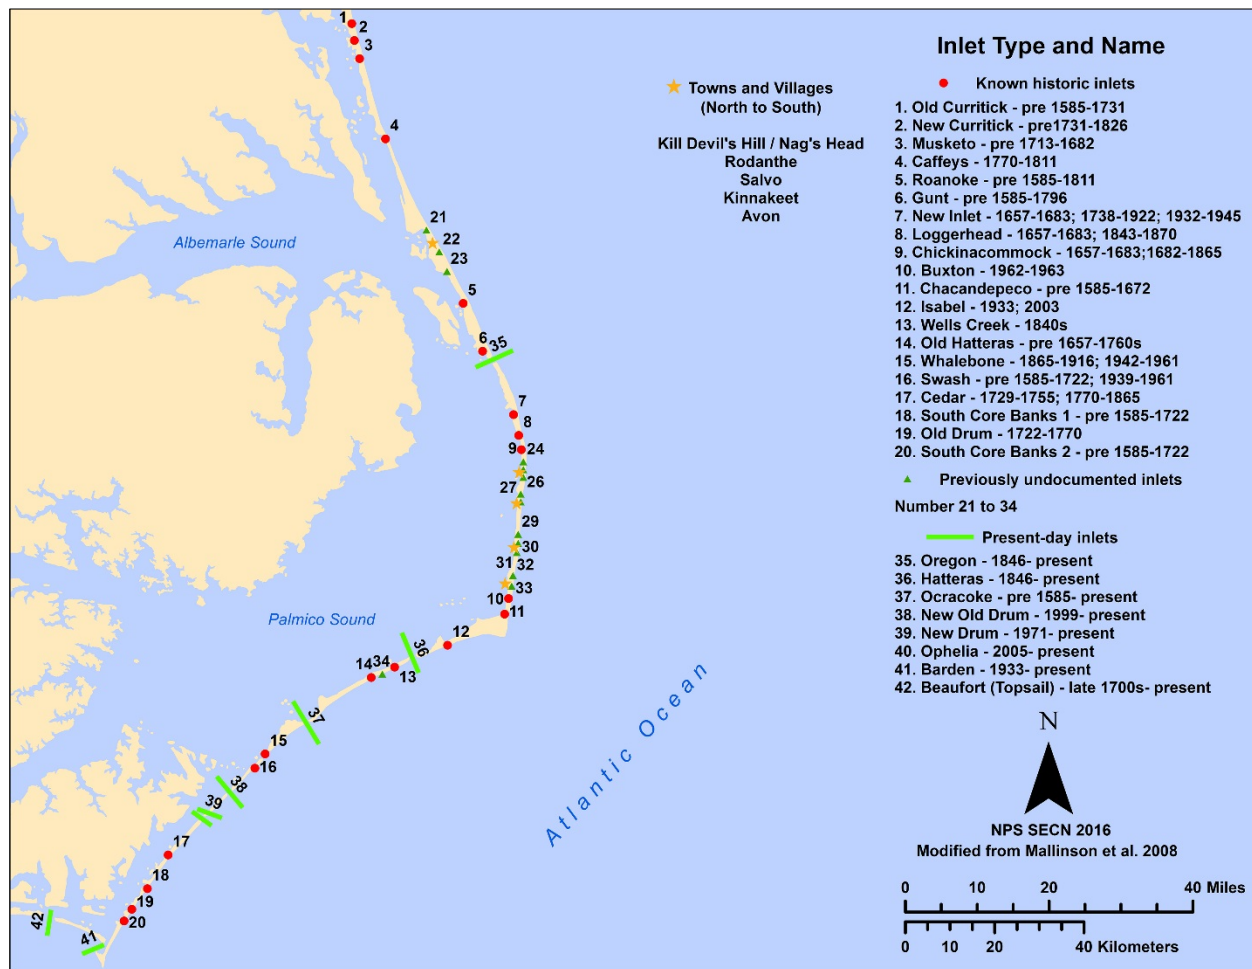 Inlet Type and Name
Known historic inlets
1. Old Curritick - pre 1585-1731
2. New Curritick - pre1731-1826
3. Musketo - pre 1713-1682
4. Caffeys - 1770-1811
5. Roanoke - pre 1585-1811
6. Gunt - pre 1585-1796
7. New Inlet - 1657-1683; 1738-1922; 1932-1945
8. Loggerhead - 1657-1683; 1843-1870
9. Chickinacommock - 1657-1683;1682-1865
10. Buxton - 1962-1963
11. Chacandepeco - pre 1585-1672
12. Isabel - 1933; 2003
13. Wells Creek - 1840s
14. Old Hatteras - pre 1657-1760s
15. Whalebone - 1865-1916; 1942-1961
16. Swash - pre 1585-1722; 1939-1961
17. Cedar - 1729-1755; 1770-1865
18. South Core Banks 1 - pre 1585-1722
19. Old Drum - 1722-1770
20. South Core Banks 2 - pre 1585-1722
Previously undocumented inlets
Number 21 to 34
Present-day inlets
35. Oregon - 1846- present
36. Hatteras - 1846- present
37. Ocracoke - pre 1585- present
38. New Old Drum - 1999- present
39. New Drum - 1971- present
40. Ophelia - 2005- present
41. Barden - 1933- present
42. Beaufort (Topsail) - late 1700s- present
N
NPS SECN 2016
Modified from Mallinson et al. 2008
0 10 20 40 Miles
0 10 20 40 Kilometers
Towns and Villages
(North to South)
Kill Devil's Hill / Nag's Head
Rodanthe
Salvo
Kinnakeet
Avon
1
2
3
4
21
22
23
Albemarle Sound
5
6
35
7
8
9
24
26
27
29
30
31
32
33
10
11
Palmico Sound
12
36
14
34
13
37
15
16
38
39
17
18
19
20
42
41
Atlantic Ocean